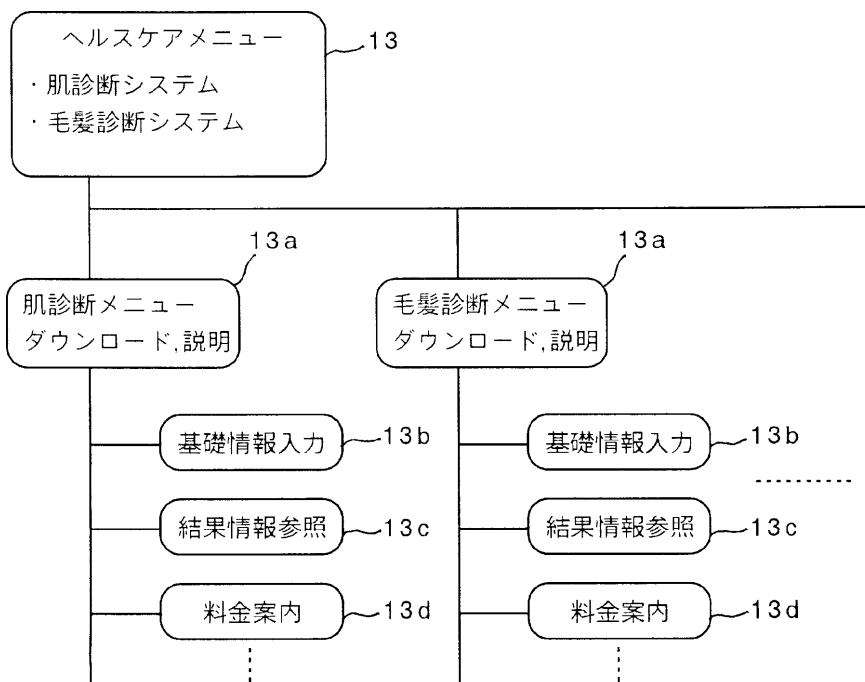 ヘルスケアメニュー
・肌診断システム
・毛髪診断システム
13
13a
肌診断メニュー
ダウンロード,説明
13a
毛髪診断メニュー
ダウンロード,説明
基礎情報入力
13b
基礎情報入力
13b
結果情報参照
13c
結果情報参照
13c
料金案内
13d
料金案内
13d